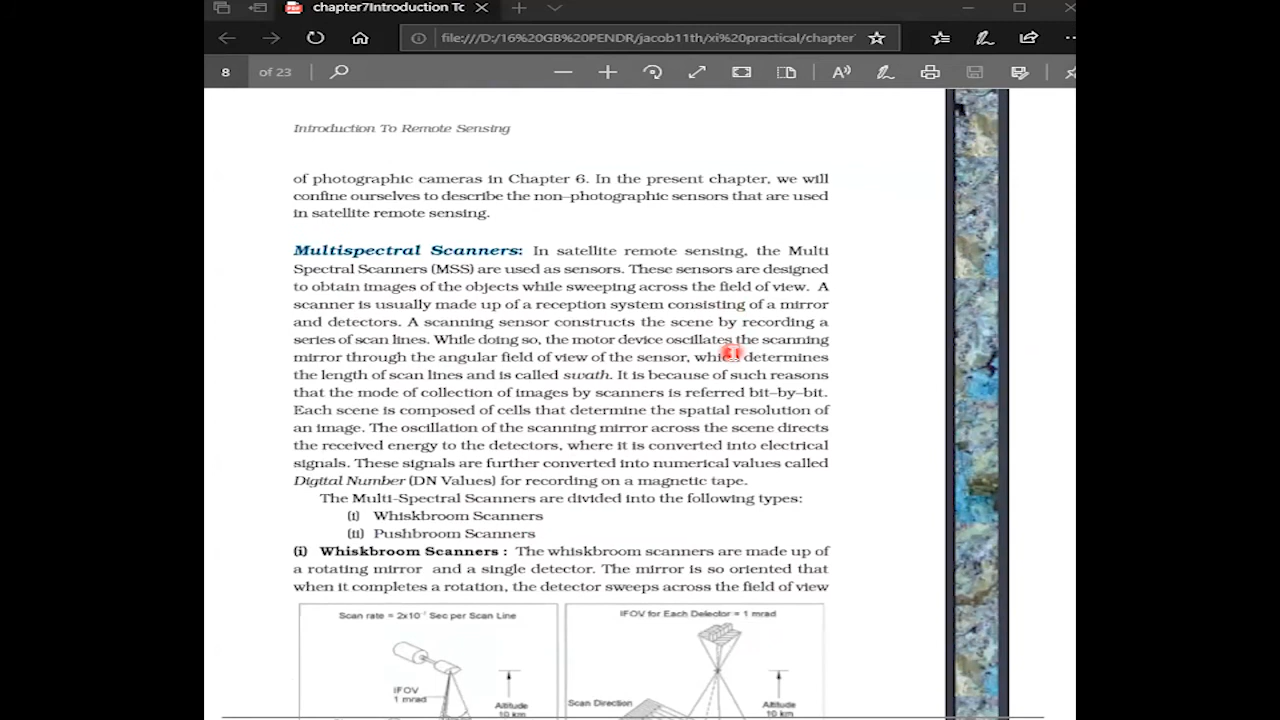 chapter7Introduction To
file:///D:/16%20GB%20PENDR/jacob11th/xi%20practical/chapter
8 of 23
Introduction To Remote Sensing
of photographic cameras in Chapter 6. In the present chapter, we will
confine ourselves to describe the non–photographic sensors that are used
in satellite remote sensing.
Multispectral Scanners: In satellite remote sensing, the Multi
Spectral Scanners (MSS) are used as sensors. These sensors are designed
to obtain images of the objects while sweeping across the field of view. A
scanner is usually made up of a reception system consisting of a mirror
and detectors. A scanning sensor constructs the scene by recording a
series of scan lines. While doing so, the motor device oscillates the scanning
mirror through the angular field of view of the sensor, which determines
the length of scan lines and is called swath. It is because of such reasons
that the mode of collection of images by scanners is referred bit–by–bit.
Each scene is composed of cells that determine the spatial resolution of
an image. The oscillation of the scanning mirror across the scene directs
the received energy to the detectors, where it is converted into electrical
signals. These signals are further converted into numerical values called
Digital Number (DN Values) for recording on a magnetic tape.
The Multi-Spectral Scanners are divided into the following types:
(i) Whiskbroom Scanners
(ii) Pushbroom Scanners
(i) Whiskbroom Scanners : The whiskbroom scanners are made up of
a rotating mirror and a single detector. The mirror is so oriented that
when it completes a rotation, the detector sweeps across the field of view
Scan rate = 2x10⁻² Sec per Scan Line
IFOV
1 mrad
Altitude
10 km
IFOV for Each Detector = 1 mrad
Scan Direction
Altitude
10 km